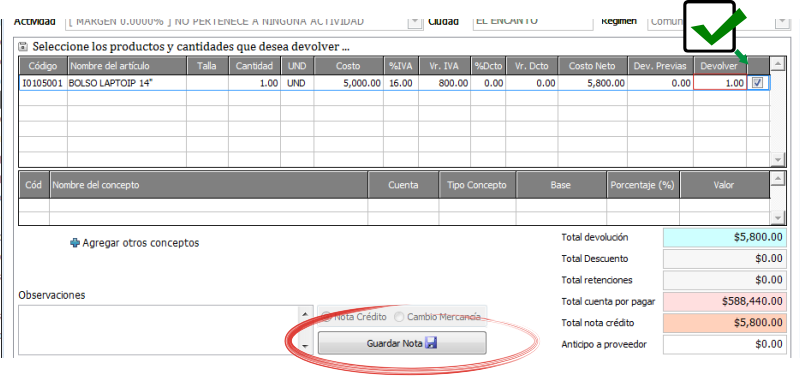 Actividad [ MARGEN 0.0000% ] NO PERTENECE A NINGUNA ACTIVIDAD Ciudad EL ENCANTO Régimen Comun
Seleccione los productos y cantidades que desea devolver ...
Código Nombre del artículo Talla Cantidad UND Costo %IVA Vr. IVA %Dcto Vr. Dcto Costo Neto Dev. Previas Devolver
I0105001 BOLSO LAPTOIP 14" 1.00 UND 5,000.00 16.00 800.00 0.00 0.00 5,800.00 0.00 1.00
Cód Nombre del concepto Cuenta Tipo Concepto Base Porcentaje (%) Valor
Agregar otros conceptos
Total devolución $5,800.00
Total Descuento $0.00
Total retenciones $0.00
Observaciones
Total cuenta por pagar $588,440.00
Nota Crédito Cambio Mercancía
Total nota crédito $5,800.00
Guardar Nota
Anticipo a proveedor $0.00